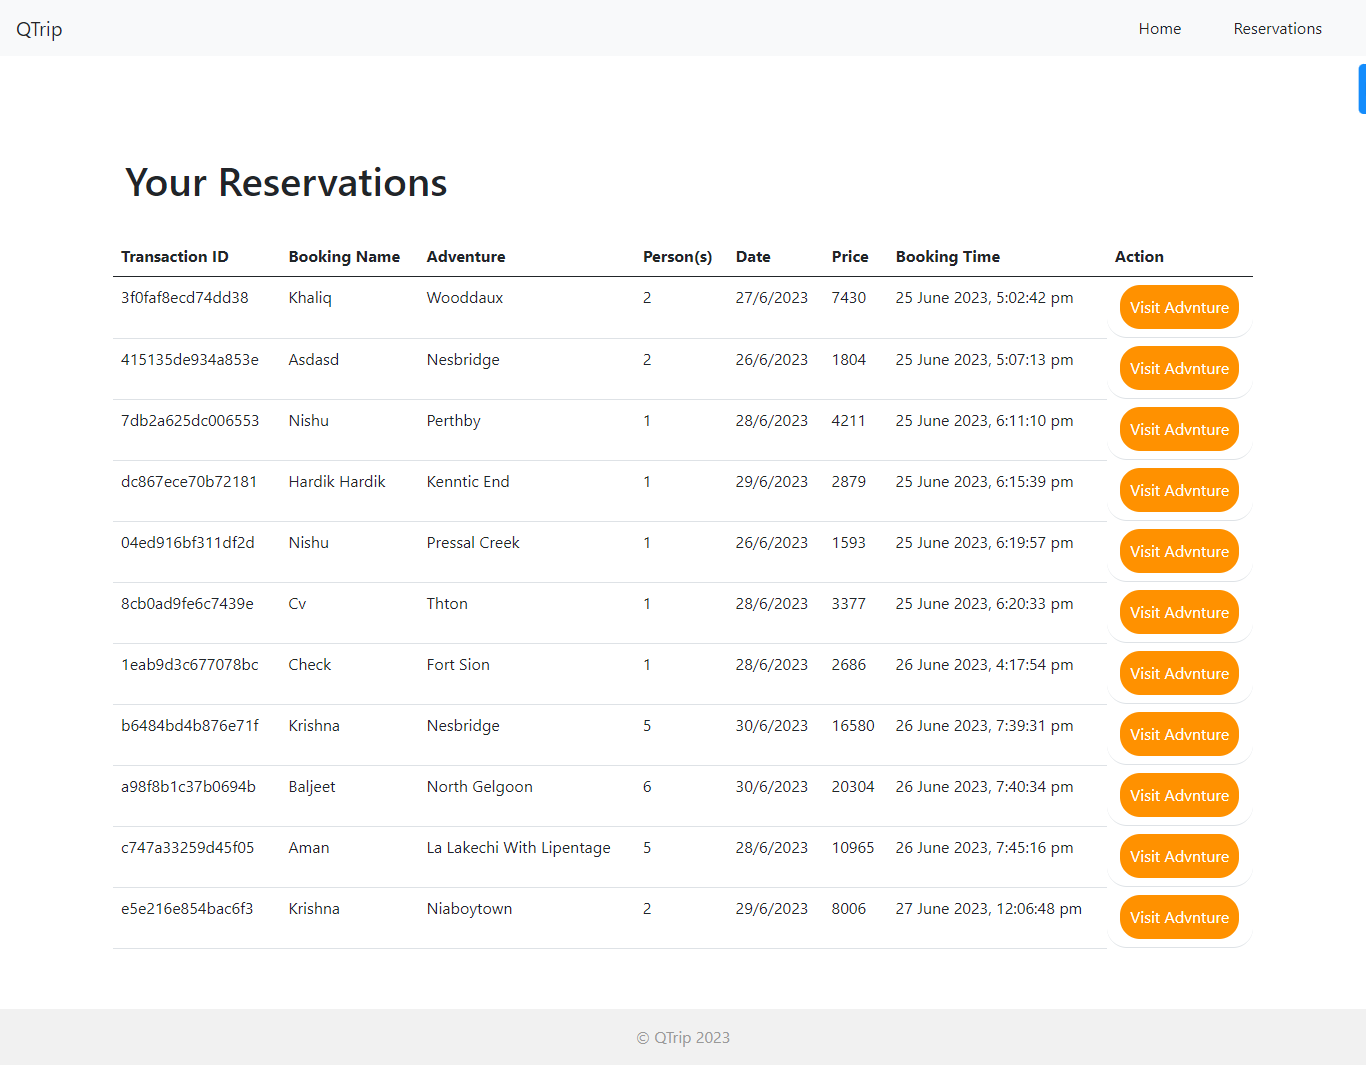 QTrip Home Reservations
Your Reservations
Transaction ID Booking Name Adventure Person(s) Date Price Booking Time Action
3f0faf8ecd74dd38 Khaliq Wooddaux 2 27/6/2023 7430 25 June 2023, 5:02:42 pm Visit Advnture
415135de934a853e Asdasd Nesbridge 2 26/6/2023 1804 25 June 2023, 5:07:13 pm Visit Advnture
7db2a625dc006553 Nishu Perthby 1 28/6/2023 4211 25 June 2023, 6:11:10 pm Visit Advnture
dc867ece70b72181 Hardik Hardik Kenntic End 1 29/6/2023 2879 25 June 2023, 6:15:39 pm Visit Advnture
04ed916bf311df2d Nishu Pressal Creek 1 26/6/2023 1593 25 June 2023, 6:19:57 pm Visit Advnture
8cb0ad9fe6c7439e Cv Thton 1 28/6/2023 3377 25 June 2023, 6:20:33 pm Visit Advnture
1eab9d3c677078bc Check Fort Sion 1 28/6/2023 2686 26 June 2023, 4:17:54 pm Visit Advnture
b6484bd4b876e71f Krishna Nesbridge 5 30/6/2023 16580 26 June 2023, 7:39:31 pm Visit Advnture
a98f8b1c37b0694b Baljeet North Gelgoon 6 30/6/2023 20304 26 June 2023, 7:40:34 pm Visit Advnture
c747a33259d45f05 Aman La Lakechi With Lipentage 5 28/6/2023 10965 26 June 2023, 7:45:16 pm Visit Advnture
e5e216e854bac6f3 Krishna Niaboytown 2 29/6/2023 8006 27 June 2023, 12:06:48 pm Visit Advnture
© QTrip 2023